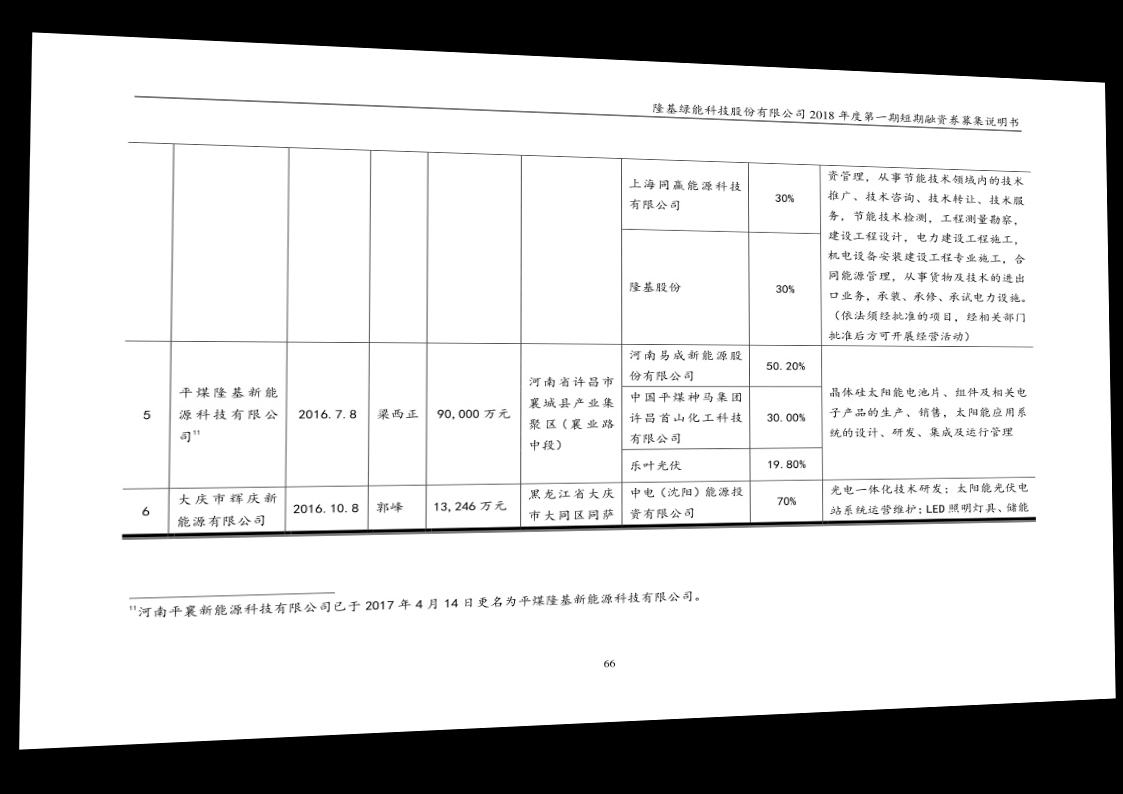 隆基绿能科技股份有限公司 2018 年度第一期短期融资券募集说明书
上海同赢能源科技
有限公司
30%
隆基股份
30%
资管理，从事节能技术领域内的技术
推广、技术咨询、技术转让、技术服
务，节能技术检测，工程测量勘察，
建设工程设计，电力建设工程施工，
机电设备安装建设工程专业施工，合
同能源管理，从事货物及技术的进出
口业务，承装、承修、承试电力设施。
（依法须经批准的项目，经相关部门
批准后方可开展经营活动）
5
平煤隆基新能
源科技有限公
司11
2016.7.8
梁西正
90,000 万元
河南省许昌市
襄城县产业集
聚区（襄业路
中段）
河南易成新能源股
份有限公司
50.20%
中国平煤神马集团
许昌首山化工科技
有限公司
30.00%
乐叶光伏
19.80%
晶体硅太阳能电池片、组件及相关电
子产品的生产、销售，太阳能应用系
统的设计、研发、集成及运行管理
6
大庆市辉庆新
能源有限公司
2016.10.8
郭峰
13,246 万元
黑龙江省大庆
市大同区同萨
中电（沈阳）能源投
资有限公司
70%
光电一体化技术研发；太阳能光伏电
站系统运营维护；LED 照明灯具、储能
11河南平襄新能源科技有限公司已于 2017 年 4 月 14 日更名为平煤隆基新能源科技有限公司。
66